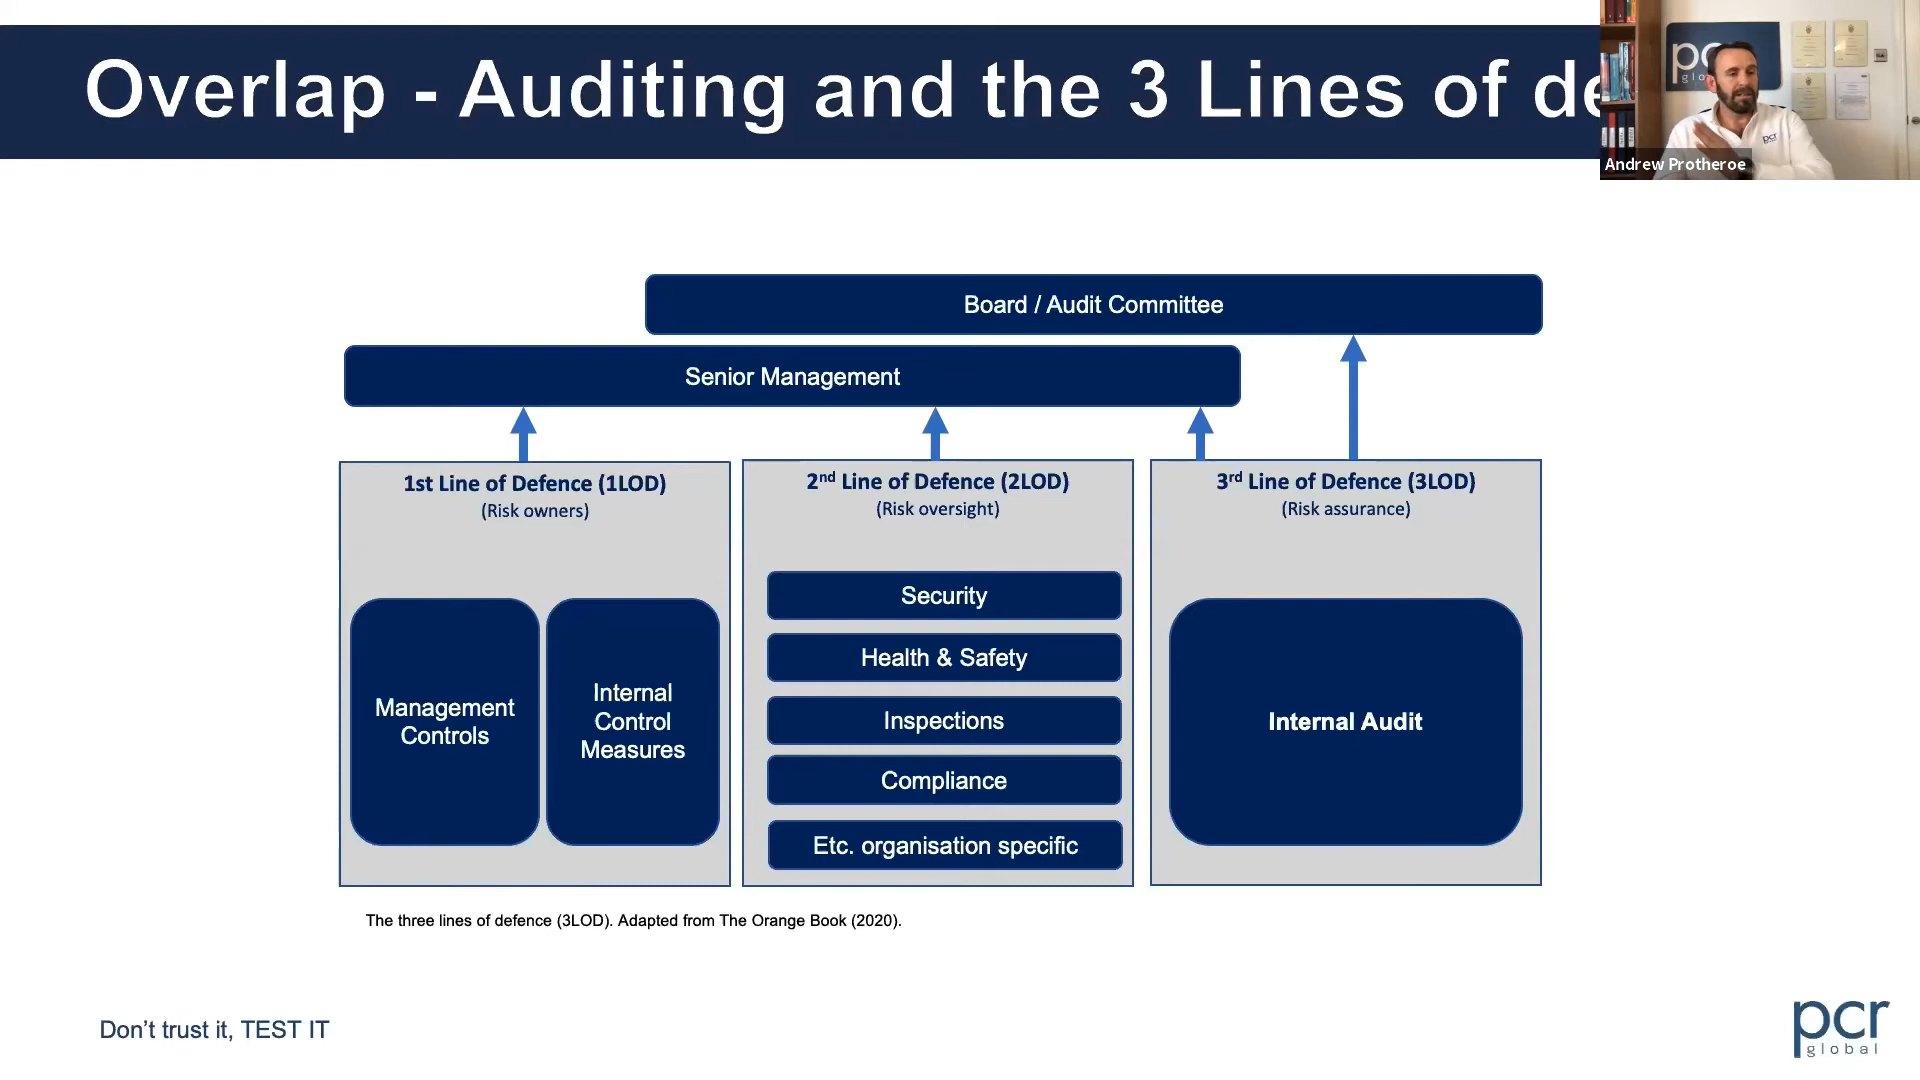 Overlap - Auditing and the 3 Lines of de
pcr
Andrew Protheroe
Board / Audit Committee
Senior Management
1st Line of Defence (1LOD)
(Risk owners)
2nd Line of Defence (2LOD)
(Risk oversight)
3rd Line of Defence (3LOD)
(Risk assurance)
Management
Controls
Internal
Control
Measures
Security
Health & Safety
Inspections
Compliance
Etc. organisation specific
Internal Audit
The three lines of defence (3LOD). Adapted from The Orange Book (2020).
Don’t trust it, TEST IT
pcr
global